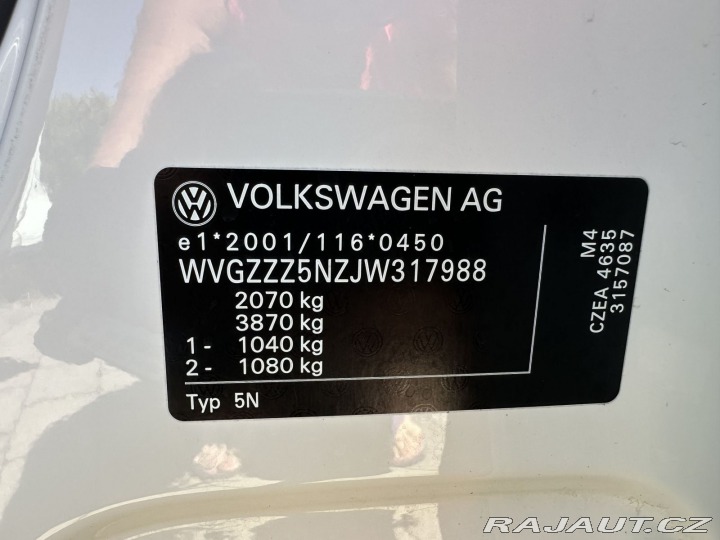 VOLKSWAGEN AG
e1*2001/116*0450
WVGZZZ5NZJW317988
2070 kg
3870 kg
1 - 1040 kg
2 - 1080 kg
Typ 5N
M4
CZEA 4635
3157087
RAJAUT.CZ